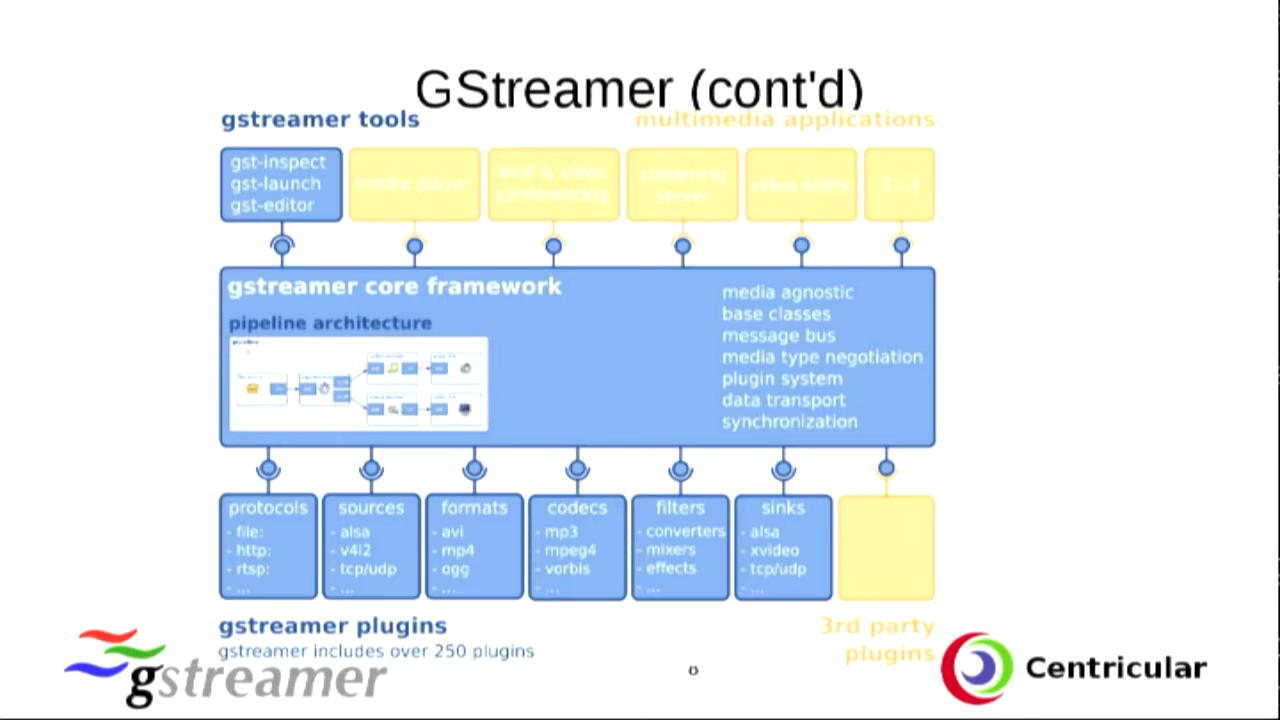 GStreamer (cont'd)
gstreamer tools
multimedia applications
gst-inspect
gst-launch
gst-editor
media player
VoIP & video
conferencing
streaming
server
video editor
(...)
gstreamer core framework
pipeline architecture
media agnostic
base classes
message bus
media type negotiation
plugin system
data transport
synchronization
protocols
- file:
- http:
- rtsp:
- ...
sources
- alsa
- v4l2
- tcp/udp
- ...
formats
- avi
- mp4
- ogg
- ...
codecs
- mp3
- mpeg4
- vorbis
- ...
filters
- converters
- mixers
- effects
- ...
sinks
- alsa
- xvideo
- tcp/udp
- ...
gstreamer plugins
gstreamer includes over 250 plugins
3rd party
plugins
gstreamer
Centricular